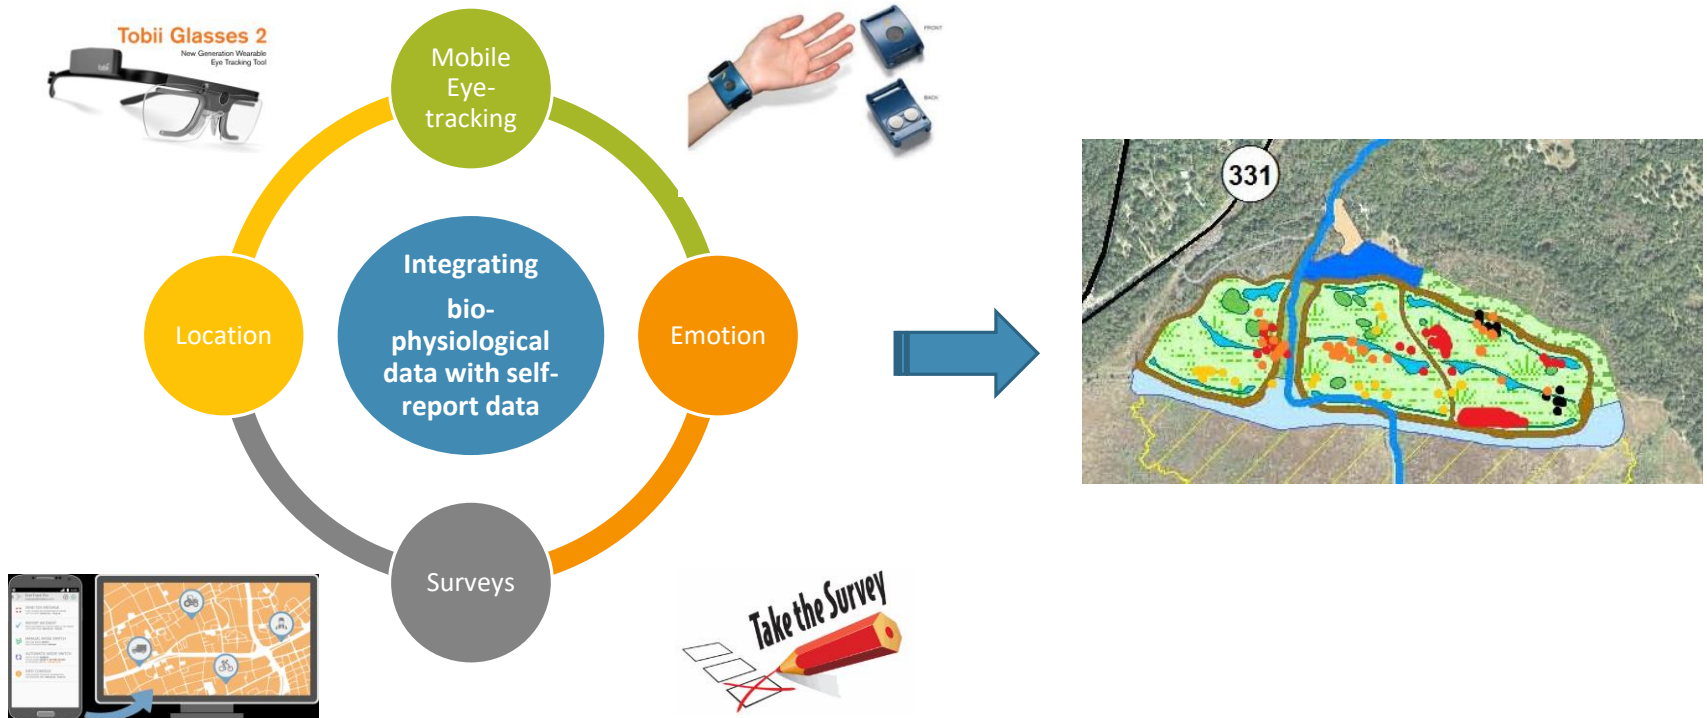 Tobii Glasses 2
New Generation Wearable
Eye Tracking Tool
tobii
Mobile
Eye-
tracking
FRONT
BACK
331
Integrating
bio-
physiological
data with self-
report data
Location
Emotion
Surveys
Take the Survey